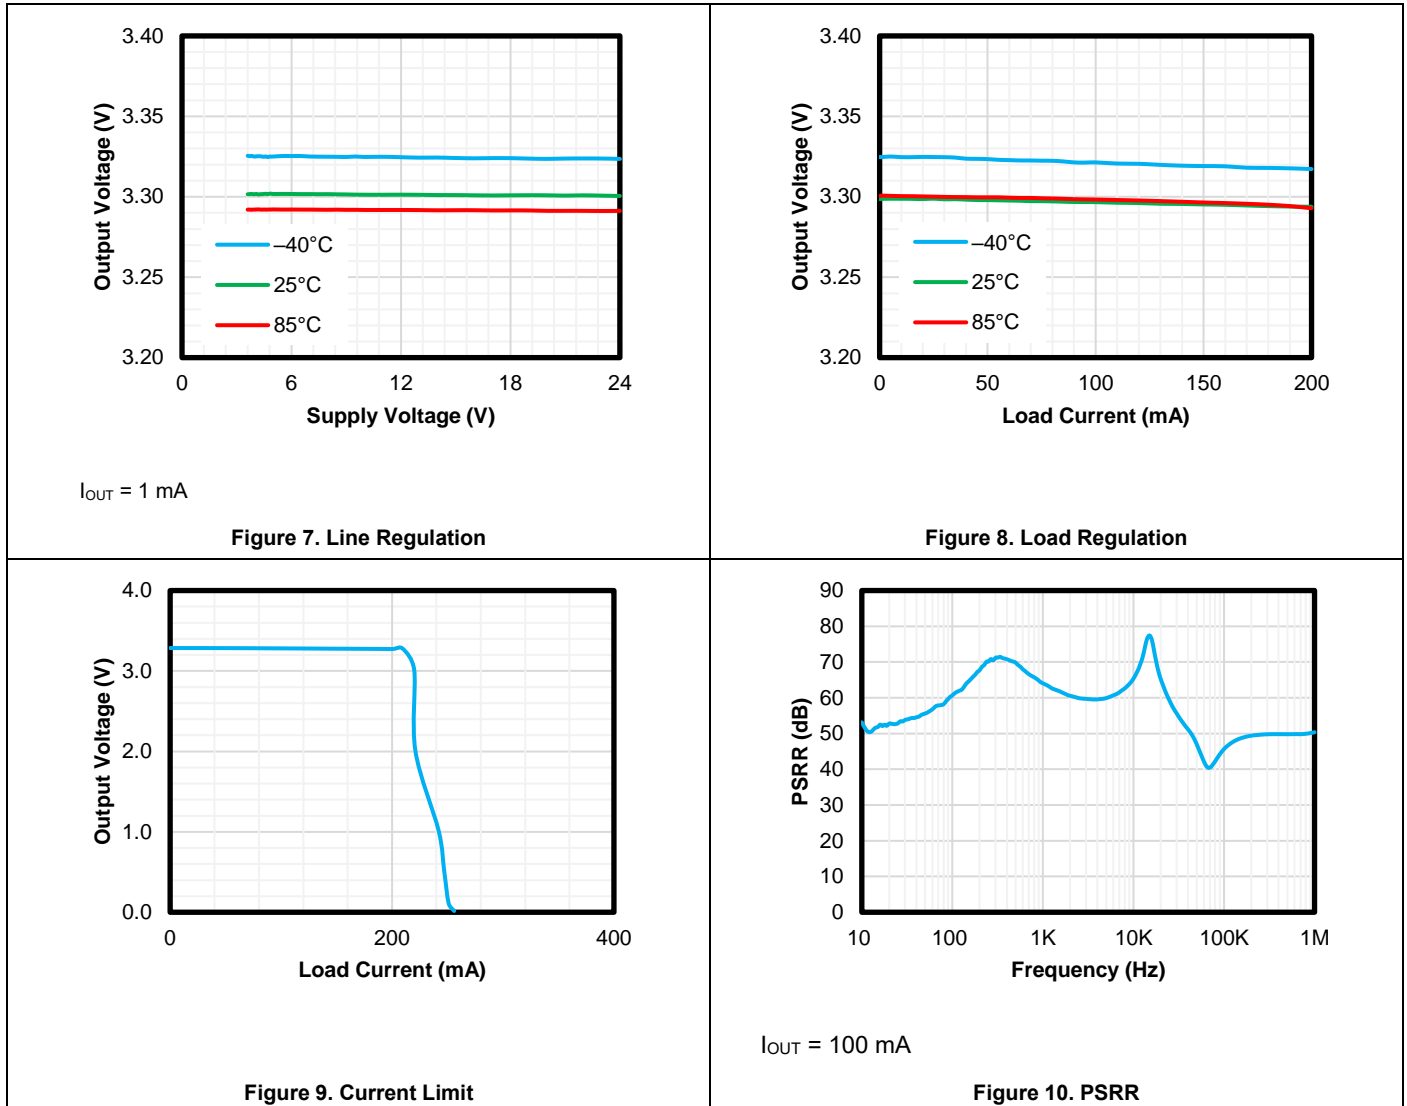 3.40
3.35
3.30
3.25
3.20
Output Voltage (V)
–40°C
25°C
85°C
0 6 12 18 24
Supply Voltage (V)
IOUT = 1 mA
Figure 7. Line Regulation
3.40
3.35
3.30
3.25
3.20
Output Voltage (V)
–40°C
25°C
85°C
0 50 100 150 200
Load Current (mA)
Figure 8. Load Regulation
4.0
3.0
2.0
1.0
0.0
Output Voltage (V)
0 200 400
Load Current (mA)
Figure 9. Current Limit
90
80
70
60
50
40
30
20
10
0
PSRR (dB)
10 100 1K 10K 100K 1M
Frequency (Hz)
IOUT = 100 mA
Figure 10. PSRR